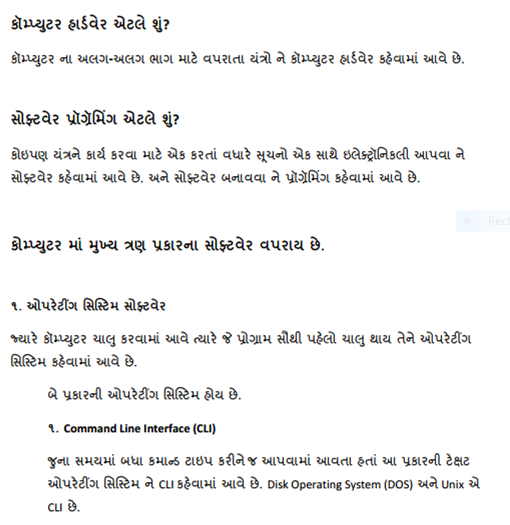 કૉમ્પ્યુટર હાર્ડવેર એટલે શું?
કૉમ્પ્યુટર ના અલગ-અલગ ભાગ માટે વપરાતા યંત્રો ને કૉમ્પ્યુટર હાર્ડવેર કહેવામાં આવે છે.
સોફ્ટવેર પ્રૉગ્રૅમિંગ એટલે શું?
કોઇપણ યંત્રને કાર્ય કરવા માટે એક કરતાં વધારે સૂચનો એક સાથે ઇલેક્ટ્રૉનિકલી આપવા ને
સોફ્ટવેર કહેવામાં આવે છે. અને સોફ્ટવેર બનાવવા ને પ્રૉગ્રૅમિંગ કહેવામાં આવે છે.
Rect
કોમ્પ્યુટર માં મુખ્ય ત્રણ પ્રકારના સોફ્ટવેર વપરાય છે.
૧. ઓપરેટીંગ સિસ્ટિમ સોફ્ટવેર
જ્યારે કૉમ્પ્યુટર ચાલુ કરવામાં આવે ત્યારે જે પ્રોગ્રામ સૌથી પહેલો ચાલુ થાય તેને ઓપરેટીંગ
સિસ્ટિમ કહેવામાં આવે છે.
બે પ્રકારની ઓપરેટીંગ સિસ્ટિમ હોય છે.
૧. Command Line Interface (CLI)
જુના સમયમાં બધા કમાન્ડ ટાઇપ કરીને જ આપવામાં આવતા હતાં આ પ્રકારની ટેક્ષટ
ઓપરેટીંગ સિસ્ટિમ ને CLI કહેવામાં આવે છે. Disk Operating System (DOS) અને Unix એ
CLI છે.